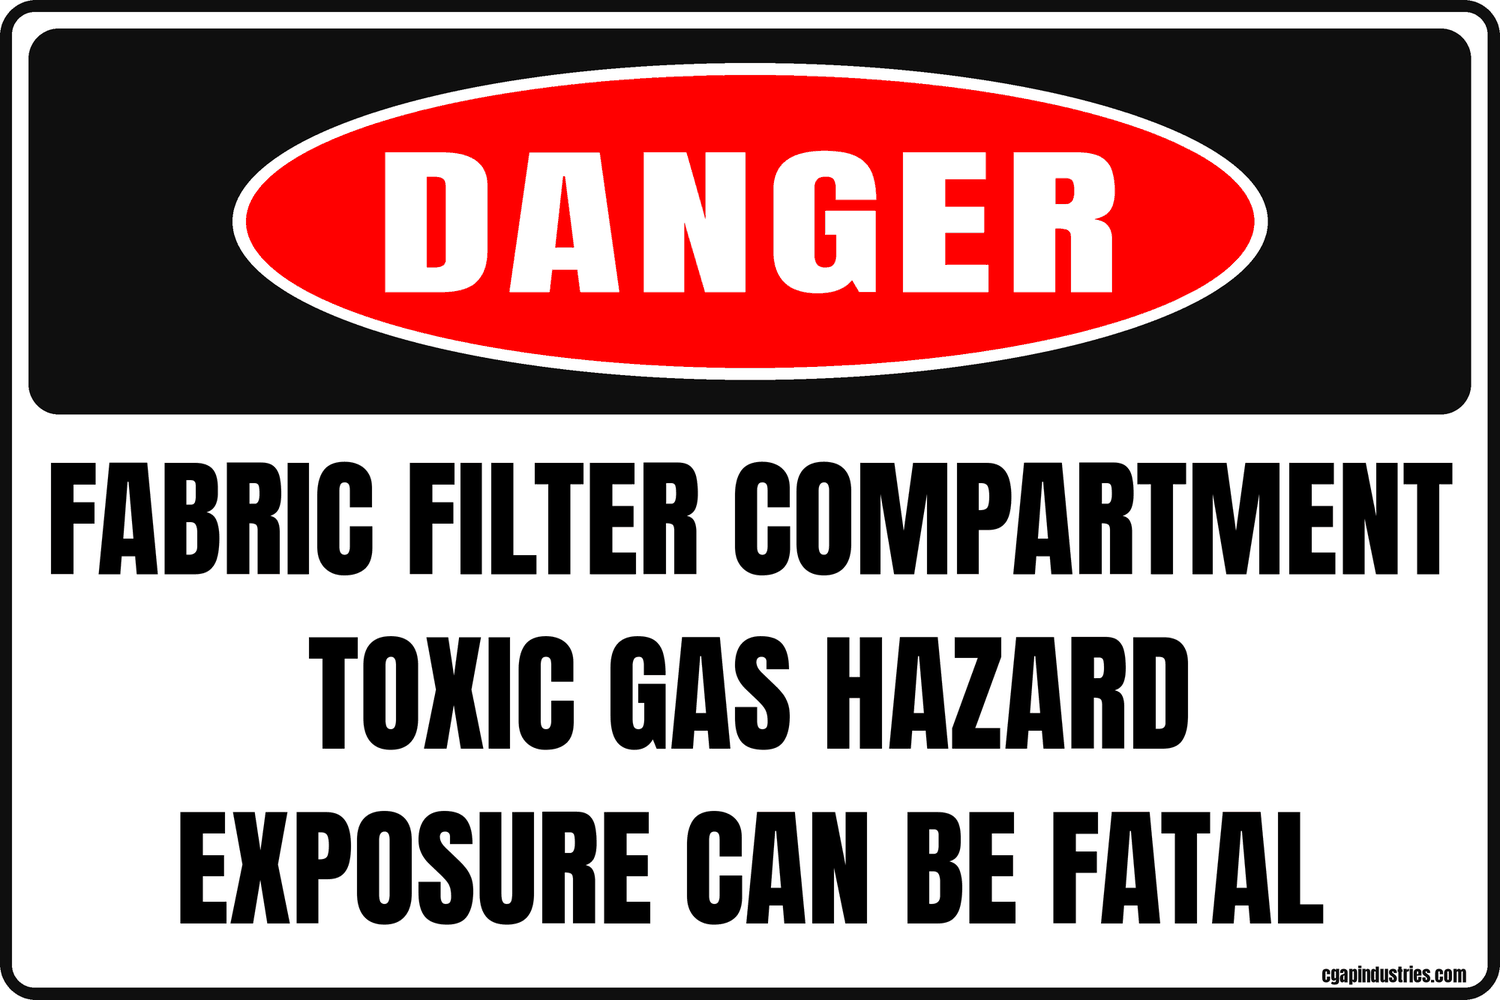 DANGER
FABRIC FILTER COMPARTMENT
TOXIC GAS HAZARD
EXPOSURE CAN BE FATAL
cgapindustries.com